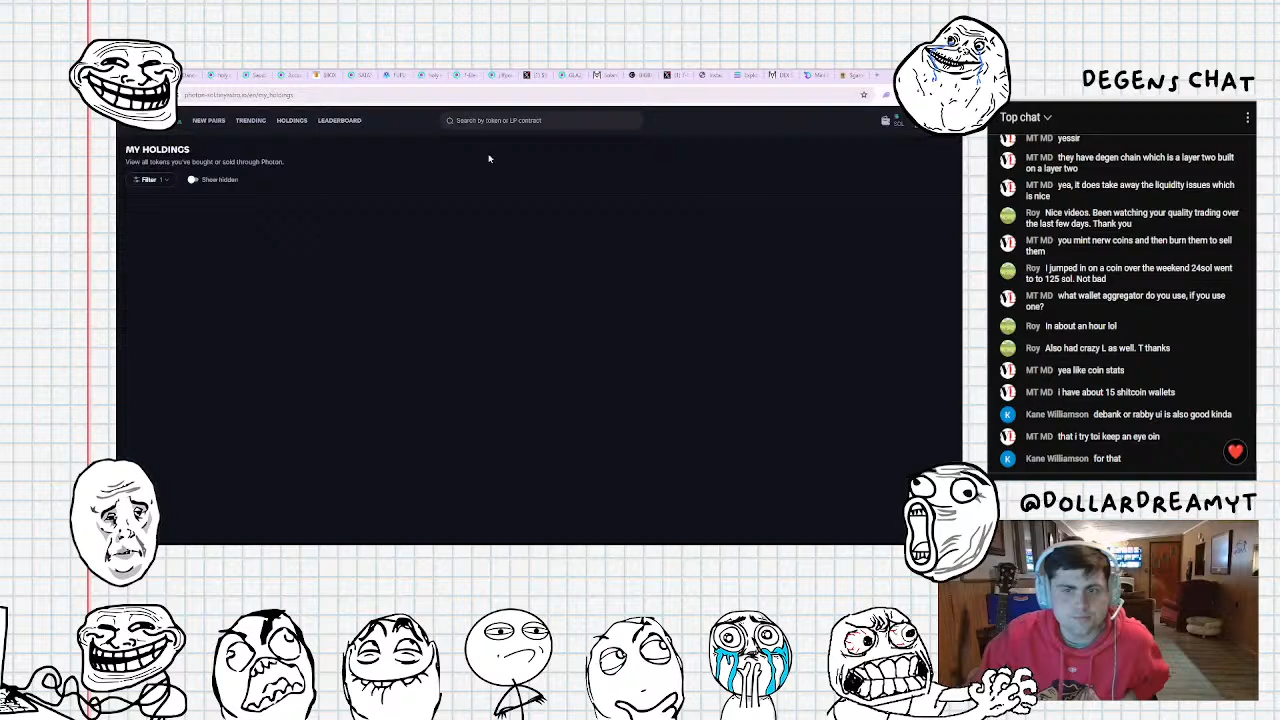 DEGENS CHAT
photon-sol.tinyastro.io/en/my_holdings
NEW PAIRS
TRENDING
HOLDINGS
LEADERBOARD
Search by token or LP contract
SOL
MY HOLDINGS
View all tokens you've bought or sold through Photon.
Filter 1
Show hidden
Top chat
MT MD yessir
MT MD they have degen chain which is a layer two built
on a layer two
MT MD yea, it does take away the liquidity issues which
is nice
Roy Nice videos. Been watching your quality trading over
the last few days. Thank you
MT MD you mint nerw coins and then burn them to sell
them
Roy I jumped in on a coin over the weekend 24sol went
to to 125 sol. Not bad
MT MD what wallet aggregator do you use, if you use
one?
Roy In about an hour lol
Roy Also had crazy L as well. T thanks
MT MD yea like coin stats
MT MD i have about 15 shitcoin wallets
K Kane Williamson debank or rabby ui is also good kinda
MT MD that i try toi keep an eye oin
K Kane Williamson for that
@DOLLARDREAMYT